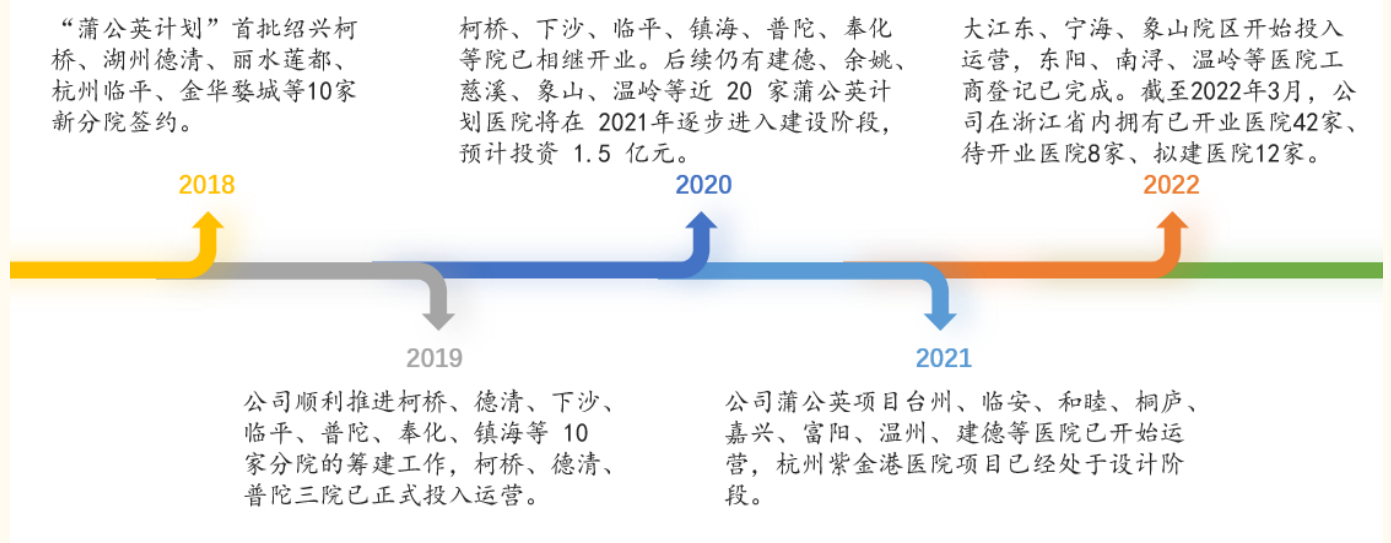 “蒲公英计划”首批绍兴柯
桥、湖州德清、丽水莲都、
杭州临平、金华婺城等10家
新分院签约。
2018
柯桥、下沙、临平、镇海、普陀、奉化
等院已相继开业。后续仍有建德、余姚、
慈溪、象山、温岭等近 20 家蒲公英计
划医院将在 2021年逐步进入建设阶段，
预计投资 1.5 亿元。
2020
大江东、宁海、象山院区开始投入
运营，东阳、南浔、温岭等医院工
商登记已完成。截至2022年3月，公
司在浙江省内拥有已开业医院42家、
待开业医院8家、拟建医院12家。
2022
2019
公司顺利推进柯桥、德清、下沙、
临平、普陀、奉化、镇海等 10
家分院的筹建工作，柯桥、德清、
普陀三院已正式投入运营。
2021
公司蒲公英项目台州、临安、和睦、桐庐、
嘉兴、富阳、温州、建德等医院已开始运
营，杭州紫金港医院项目已经处于设计阶
段。